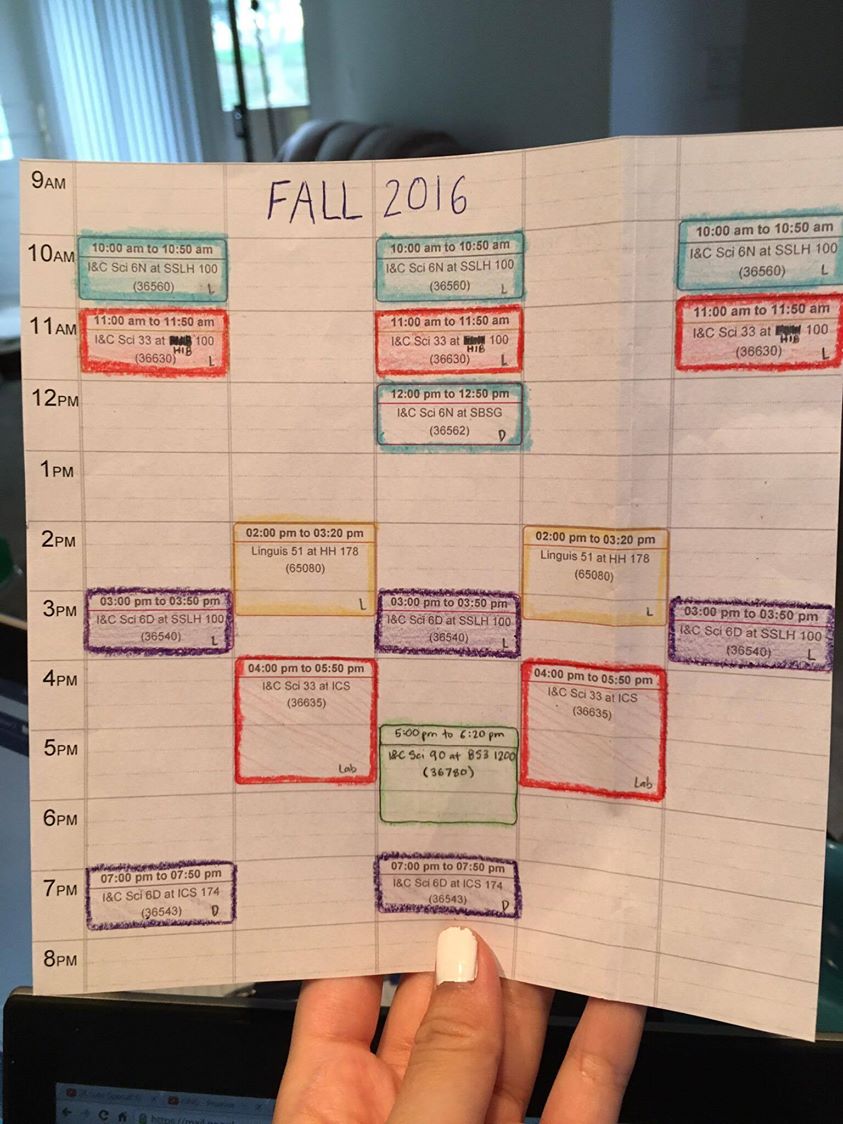 FALL 2016
9AM
10AM
10:00 am to 10:50 am
I&C Sci 6N at SSLH 100
(36560)
L
10:00 am to 10:50 am
I&C Sci 6N at SSLH 100
(36560)
L
10:00 am to 10:50 am
I&C Sci 6N at SSLH 100
(36560)
L
11AM
11:00 am to 11:50 am
I&C Sci 33 at 100
HIB
(36630)
L
11:00 am to 11:50 am
I&C Sci 33 at 100
HIB
(36630)
L
11:00 am to 11:50 am
I&C Sci 33 at 100
HIB
(36630)
L
12PM
12:00 pm to 12:50 pm
I&C Sci 6N at SBSG
(36562)
D
1PM
2PM
02:00 pm to 03:20 pm
Linguis 51 at HH 178
(65080)
L
02:00 pm to 03:20 pm
Linguis 51 at HH 178
(65080)
L
3PM
03:00 pm to 03:50 pm
I&C Sci 6D at SSLH 100
(36540)
L
03:00 pm to 03:50 pm
I&C Sci 6D at SSLH 100
(36540)
L
03:00 pm to 03:50 pm
I&C Sci 6D at SSLH 100
(36540)
L
4PM
04:00 pm to 05:50 pm
I&C Sci 33 at ICS
(36635)
Lab
04:00 pm to 05:50 pm
I&C Sci 33 at ICS
(36635)
Lab
5PM
5:00 pm to 6:20 pm
I&C Sci 90 at BS3 1200
(36780)
6PM
7PM
07:00 pm to 07:50 pm
I&C Sci 6D at ICS 174
(36543)
D
07:00 pm to 07:50 pm
I&C Sci 6D at ICS 174
(36543)
D
8PM